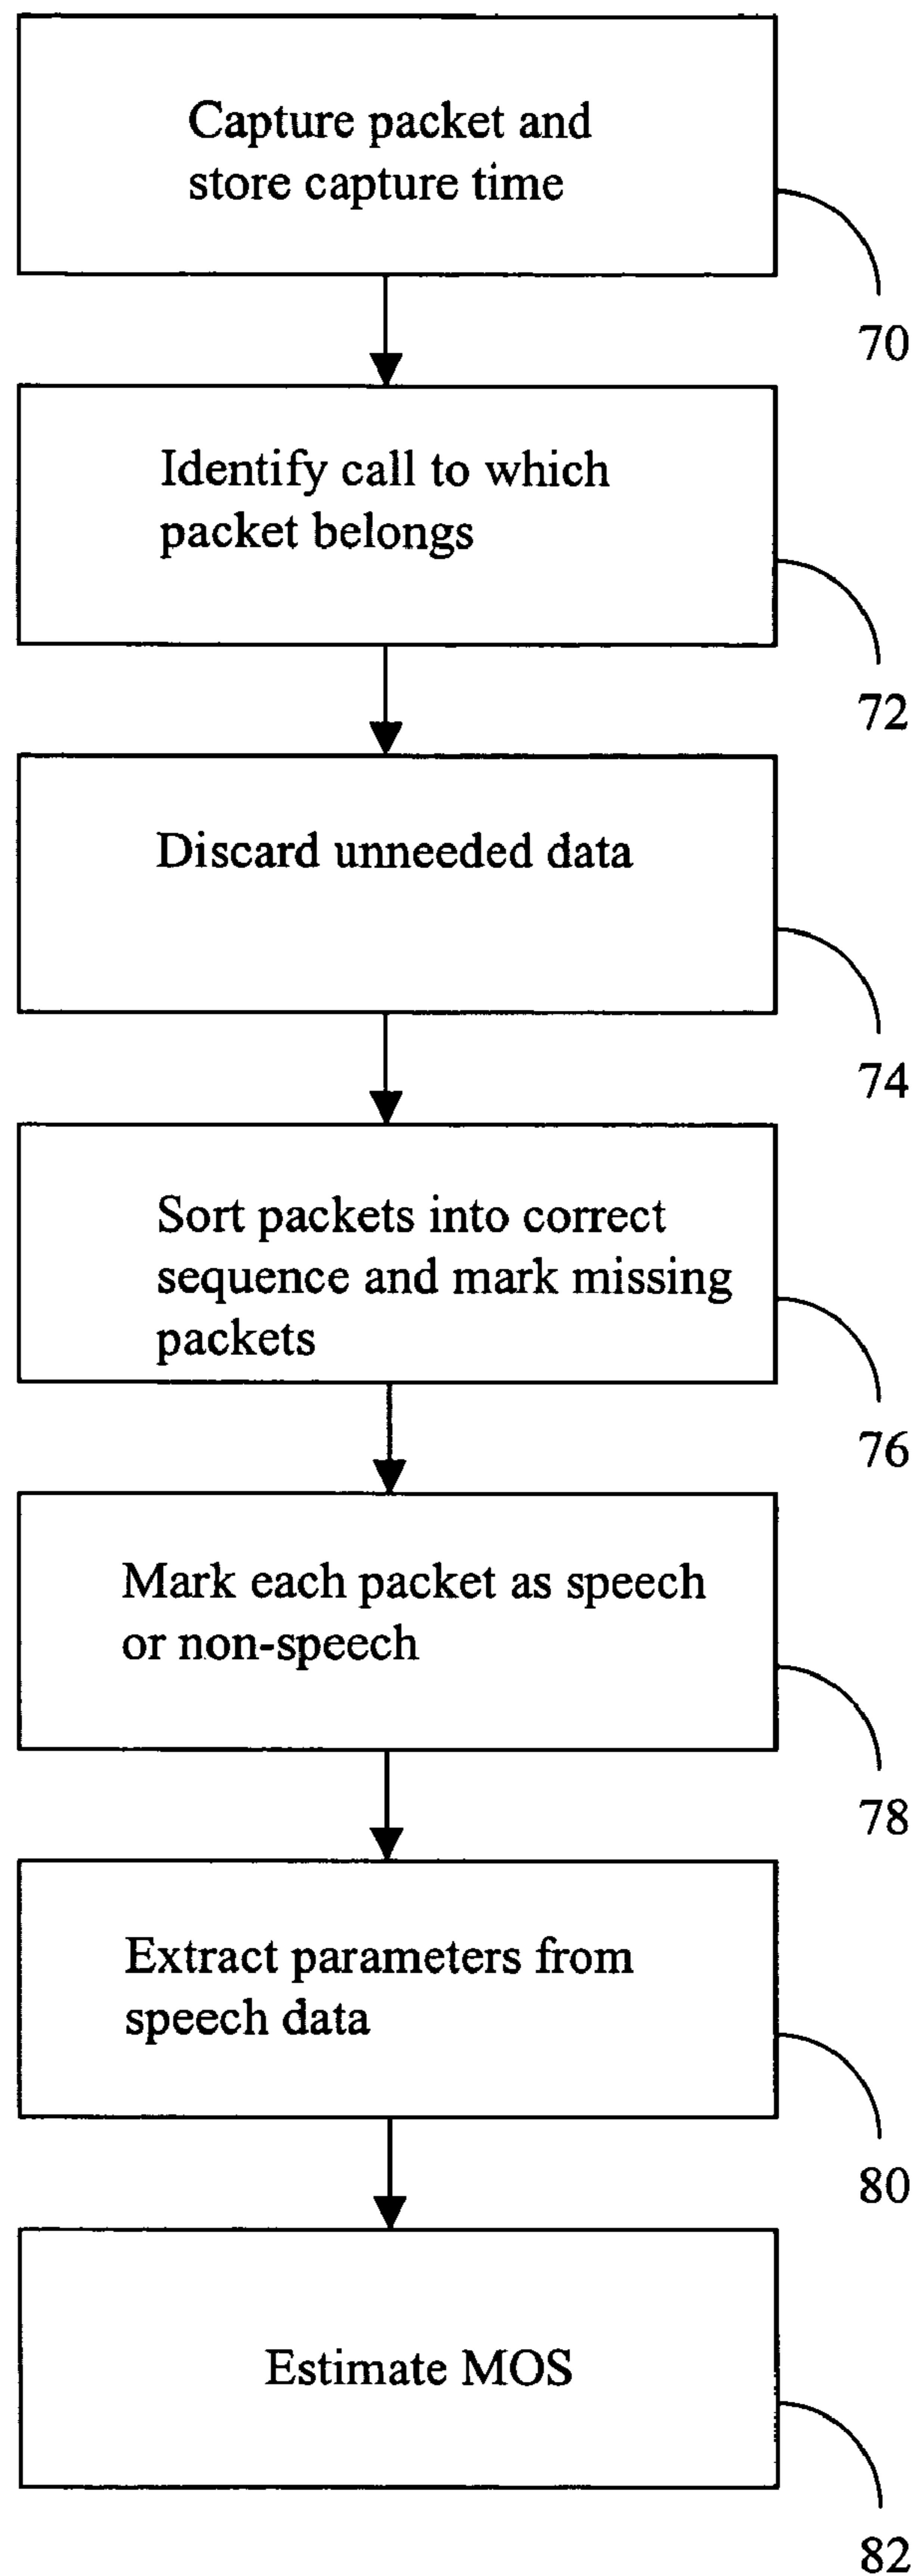 Capture packet and
store capture time
70
Identify call to which
packet belongs
72
Discard unneeded data
74
Sort packets into correct
sequence and mark missing
packets
76
Mark each packet as speech
or non-speech
78
Extract parameters from
speech data
80
Estimate MOS
82